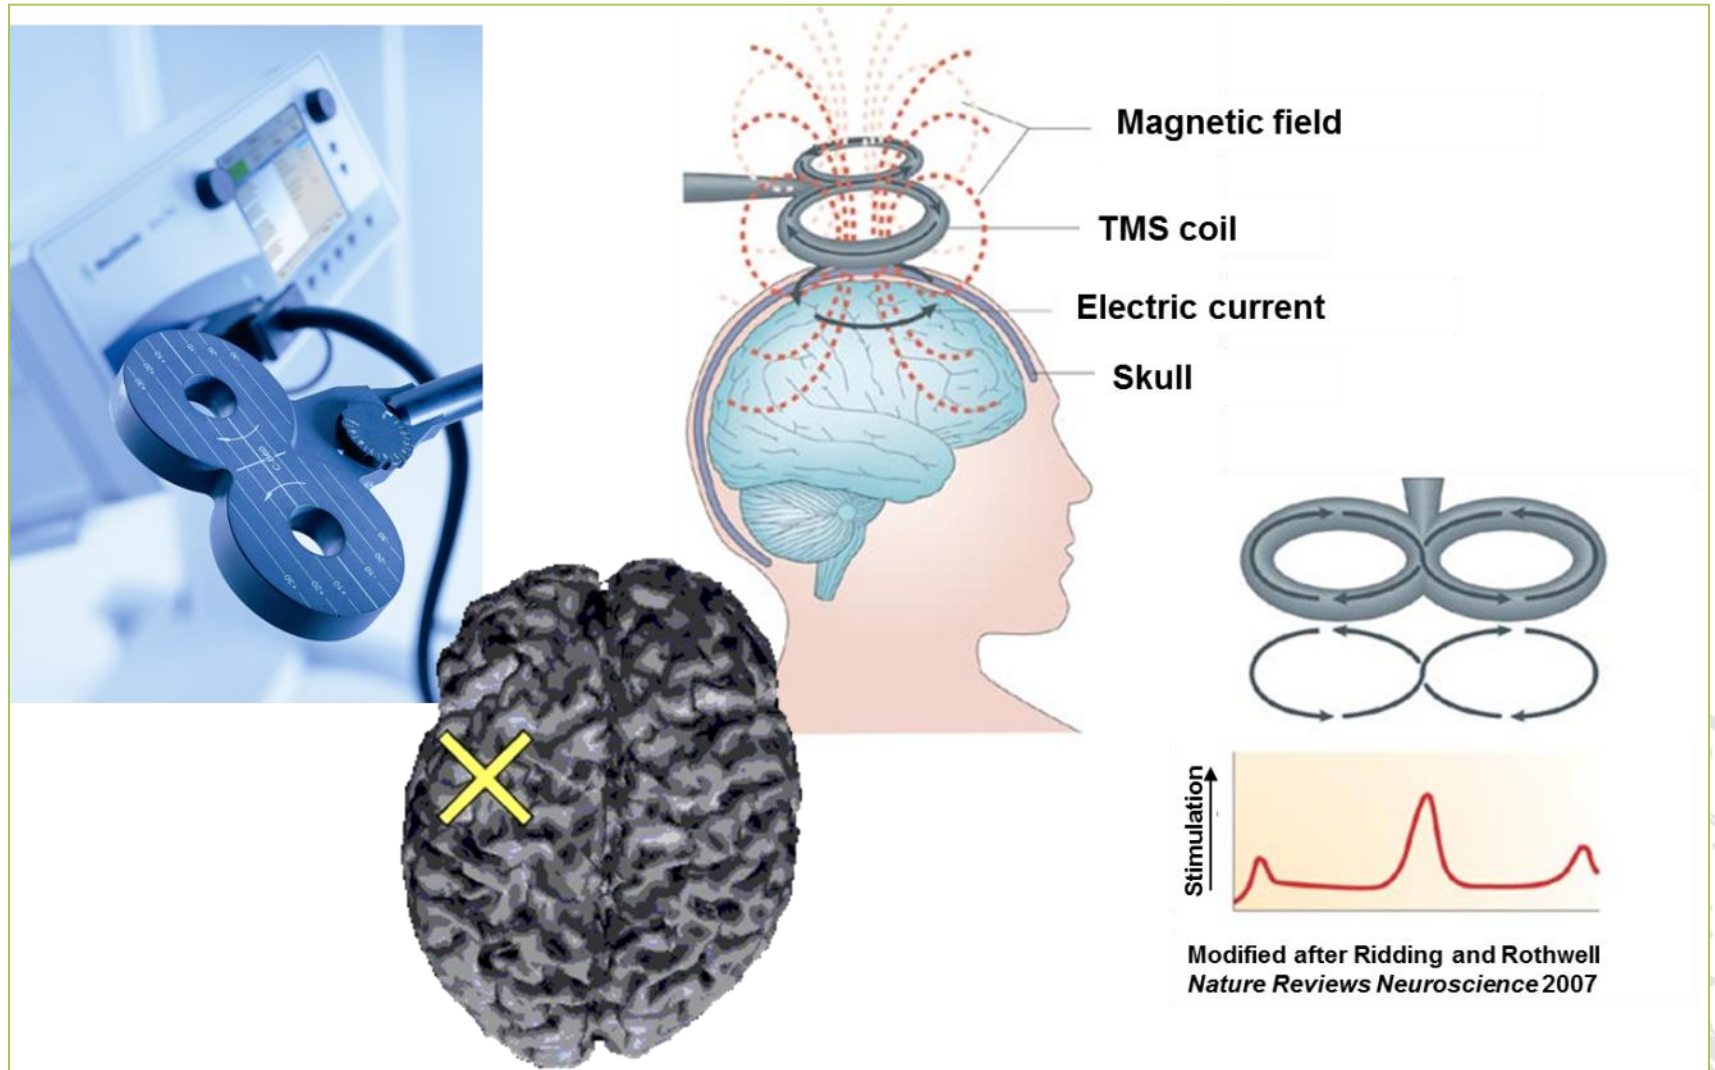 Magnetic field
TMS coil
Electric current
Skull
Stimulation
Modified after Ridding and Rothwell
Nature Reviews Neuroscience 2007